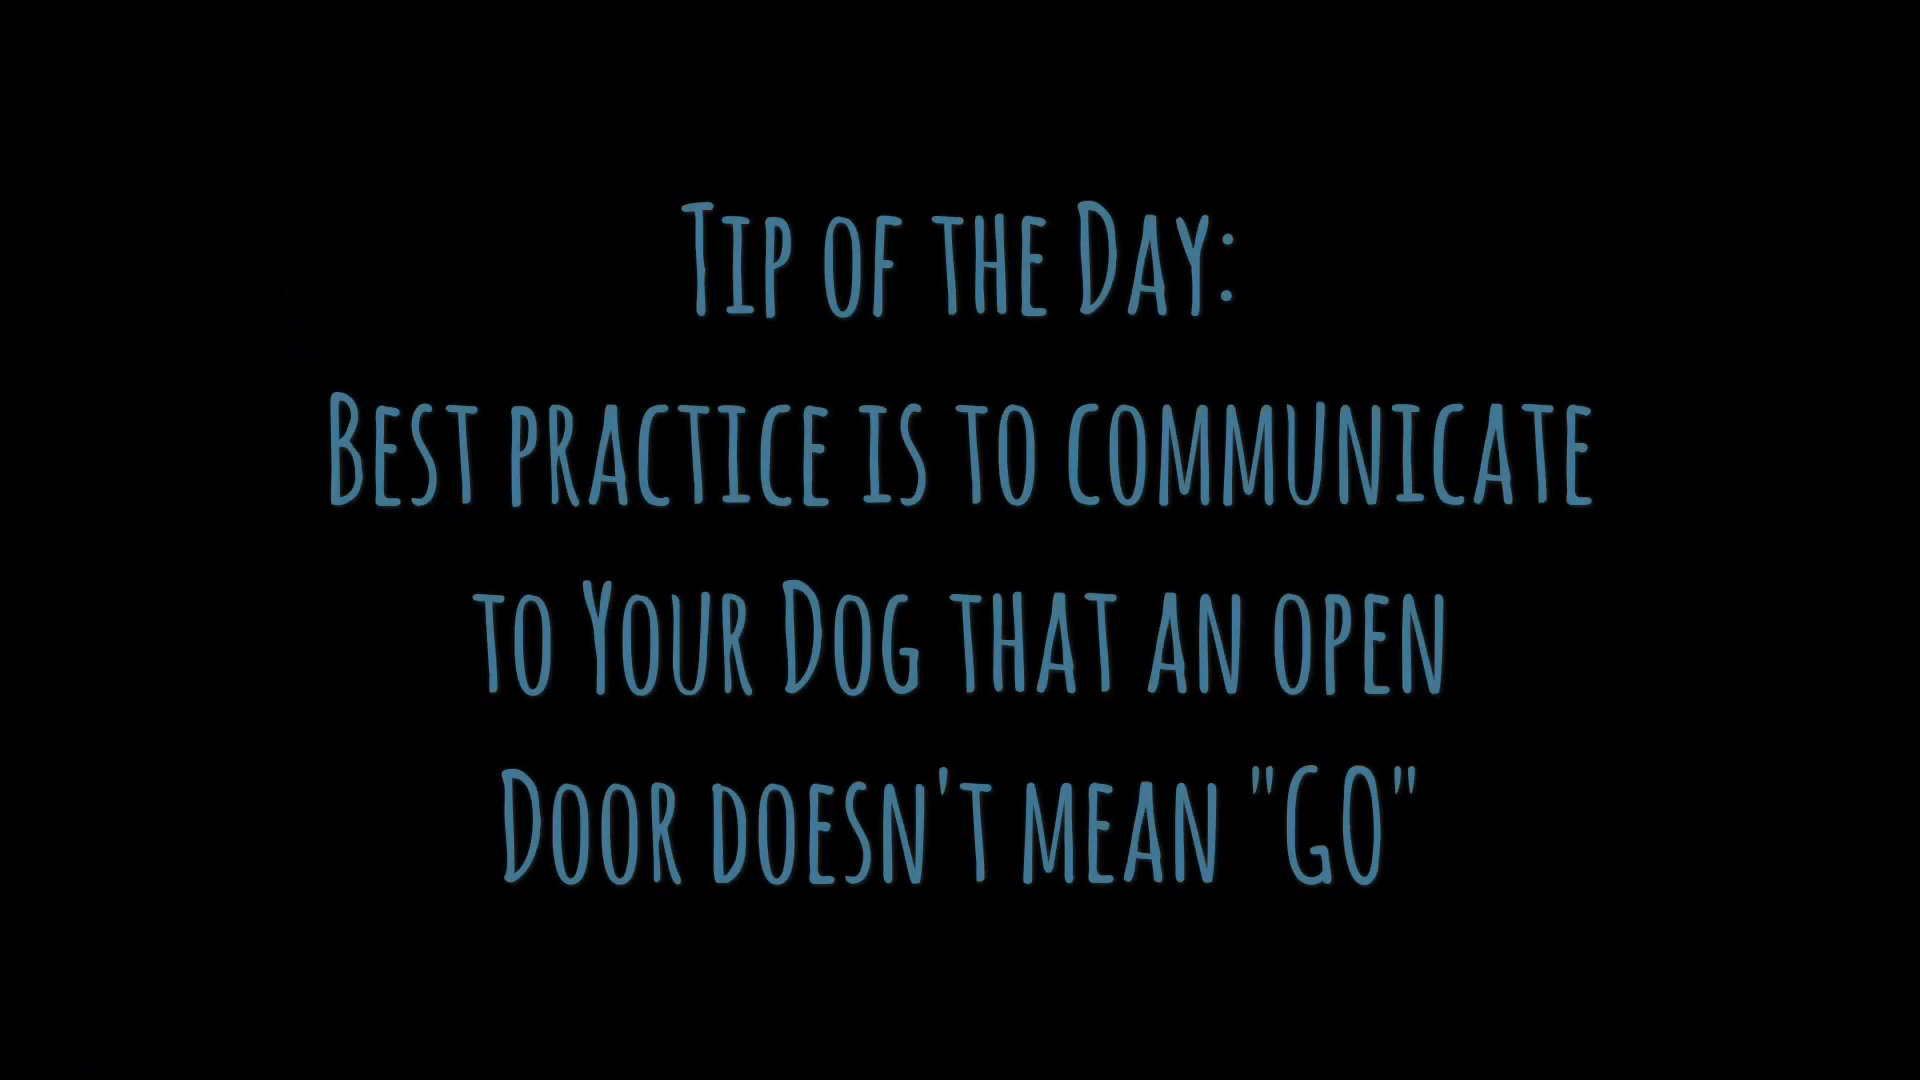 Tip of the Day:
Best practice is to communicate
to Your Dog that an open
Door doesn't mean "GO"